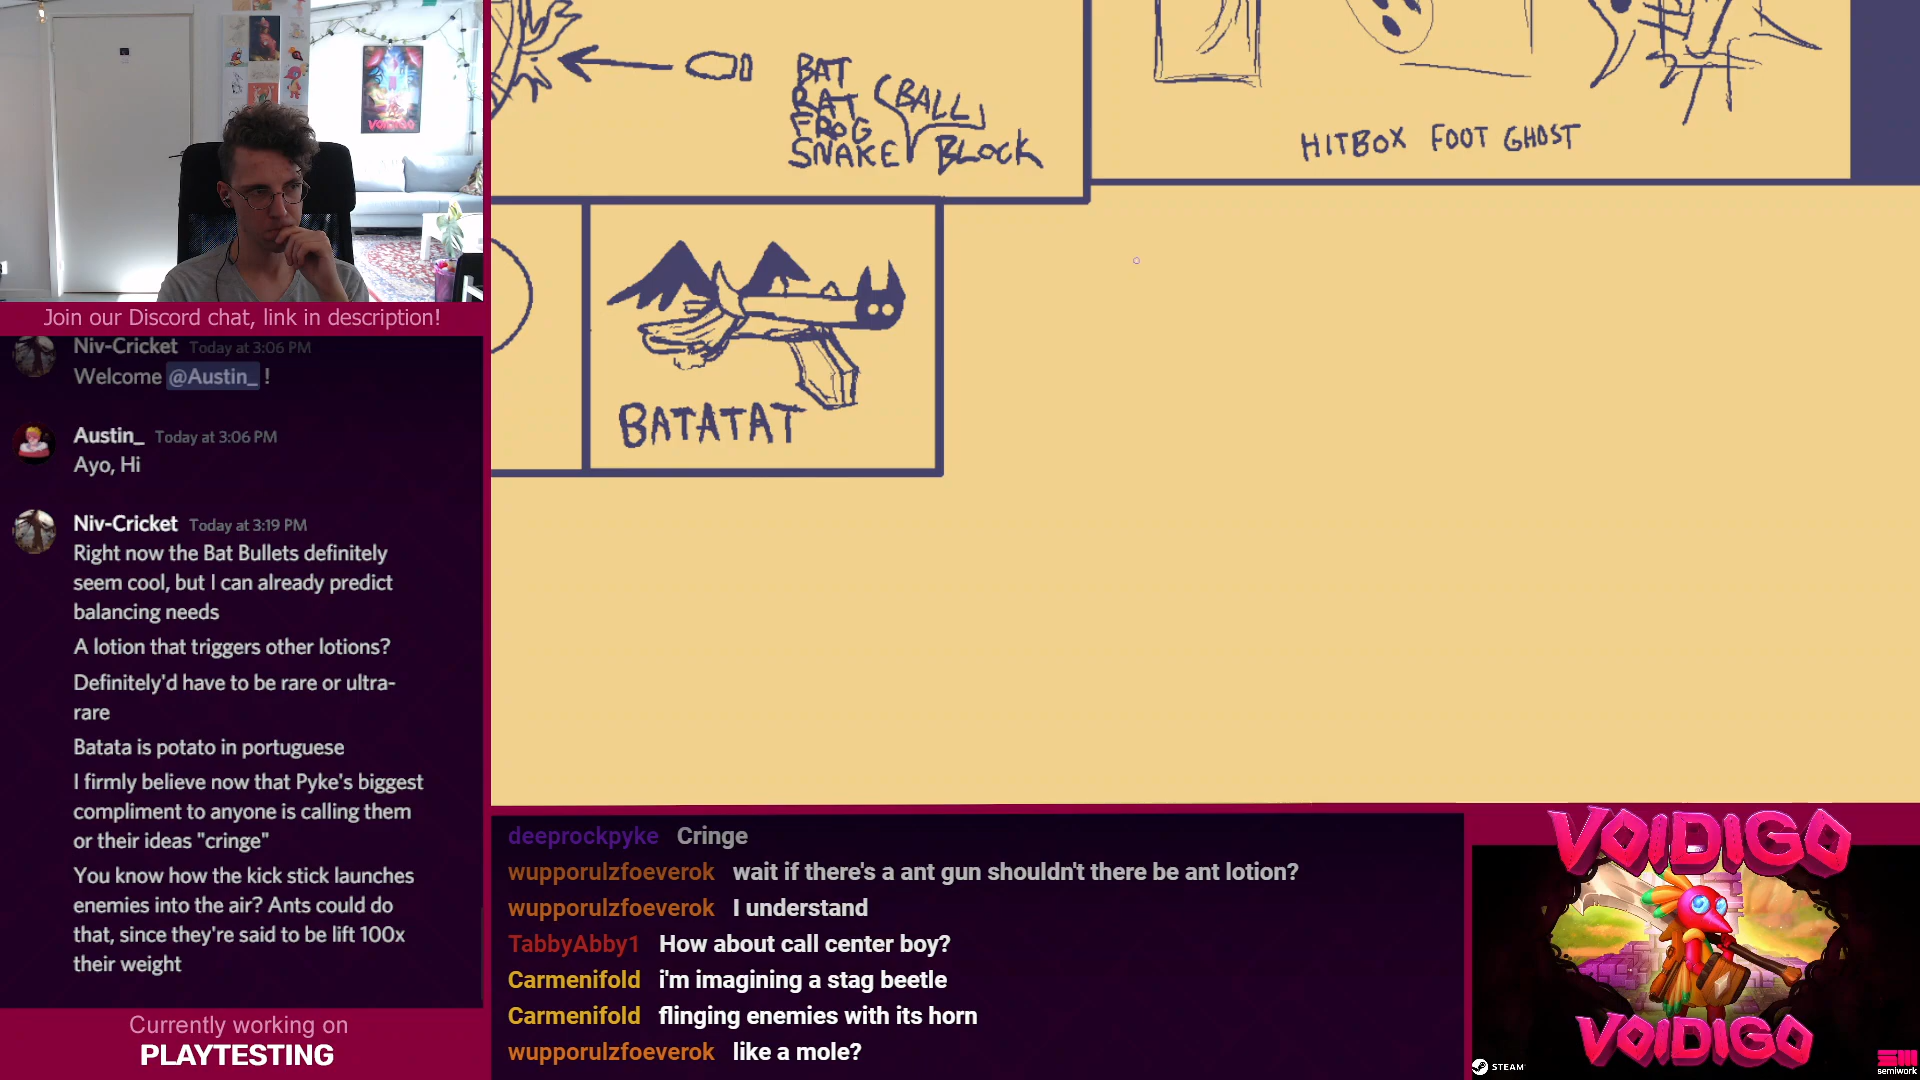 Join our Discord chat, link in description!
Niv-Cricket Today at 3:06 PM
Welcome @Austin_ !
Austin_ Today at 3:06 PM
Ayo, Hi
Niv-Cricket Today at 3:19 PM
Right now the Bat Bullets definitely
seem cool, but I can already predict
balancing needs
A lotion that triggers other lotions?
Definitely'd have to be rare or ultra-
rare
Batata is potato in portuguese
I firmly believe now that Pyke's biggest
compliment to anyone is calling them
or their ideas "cringe"
You know how the kick stick launches
enemies into the air? Ants could do
that, since they're said to be lift 100x
their weight
Currently working on
PLAYTESTING
VOIDIGO
BAT
RAT
FROG
SNAKE
(BALL)
BLOCK
HITBOX FOOT GHOST
BATATAT
deeprockpyke Cringe
wupporulzfoeverok wait if there's a ant gun shouldn't there be ant lotion?
wupporulzfoeverok I understand
TabbyAbby1 How about call center boy?
Carmenifold i'm imagining a stag beetle
Carmenifold flinging enemies with its horn
wupporulzfoeverok like a mole?
VOIDIGO
VOIDIGO
STEAM
semiwork